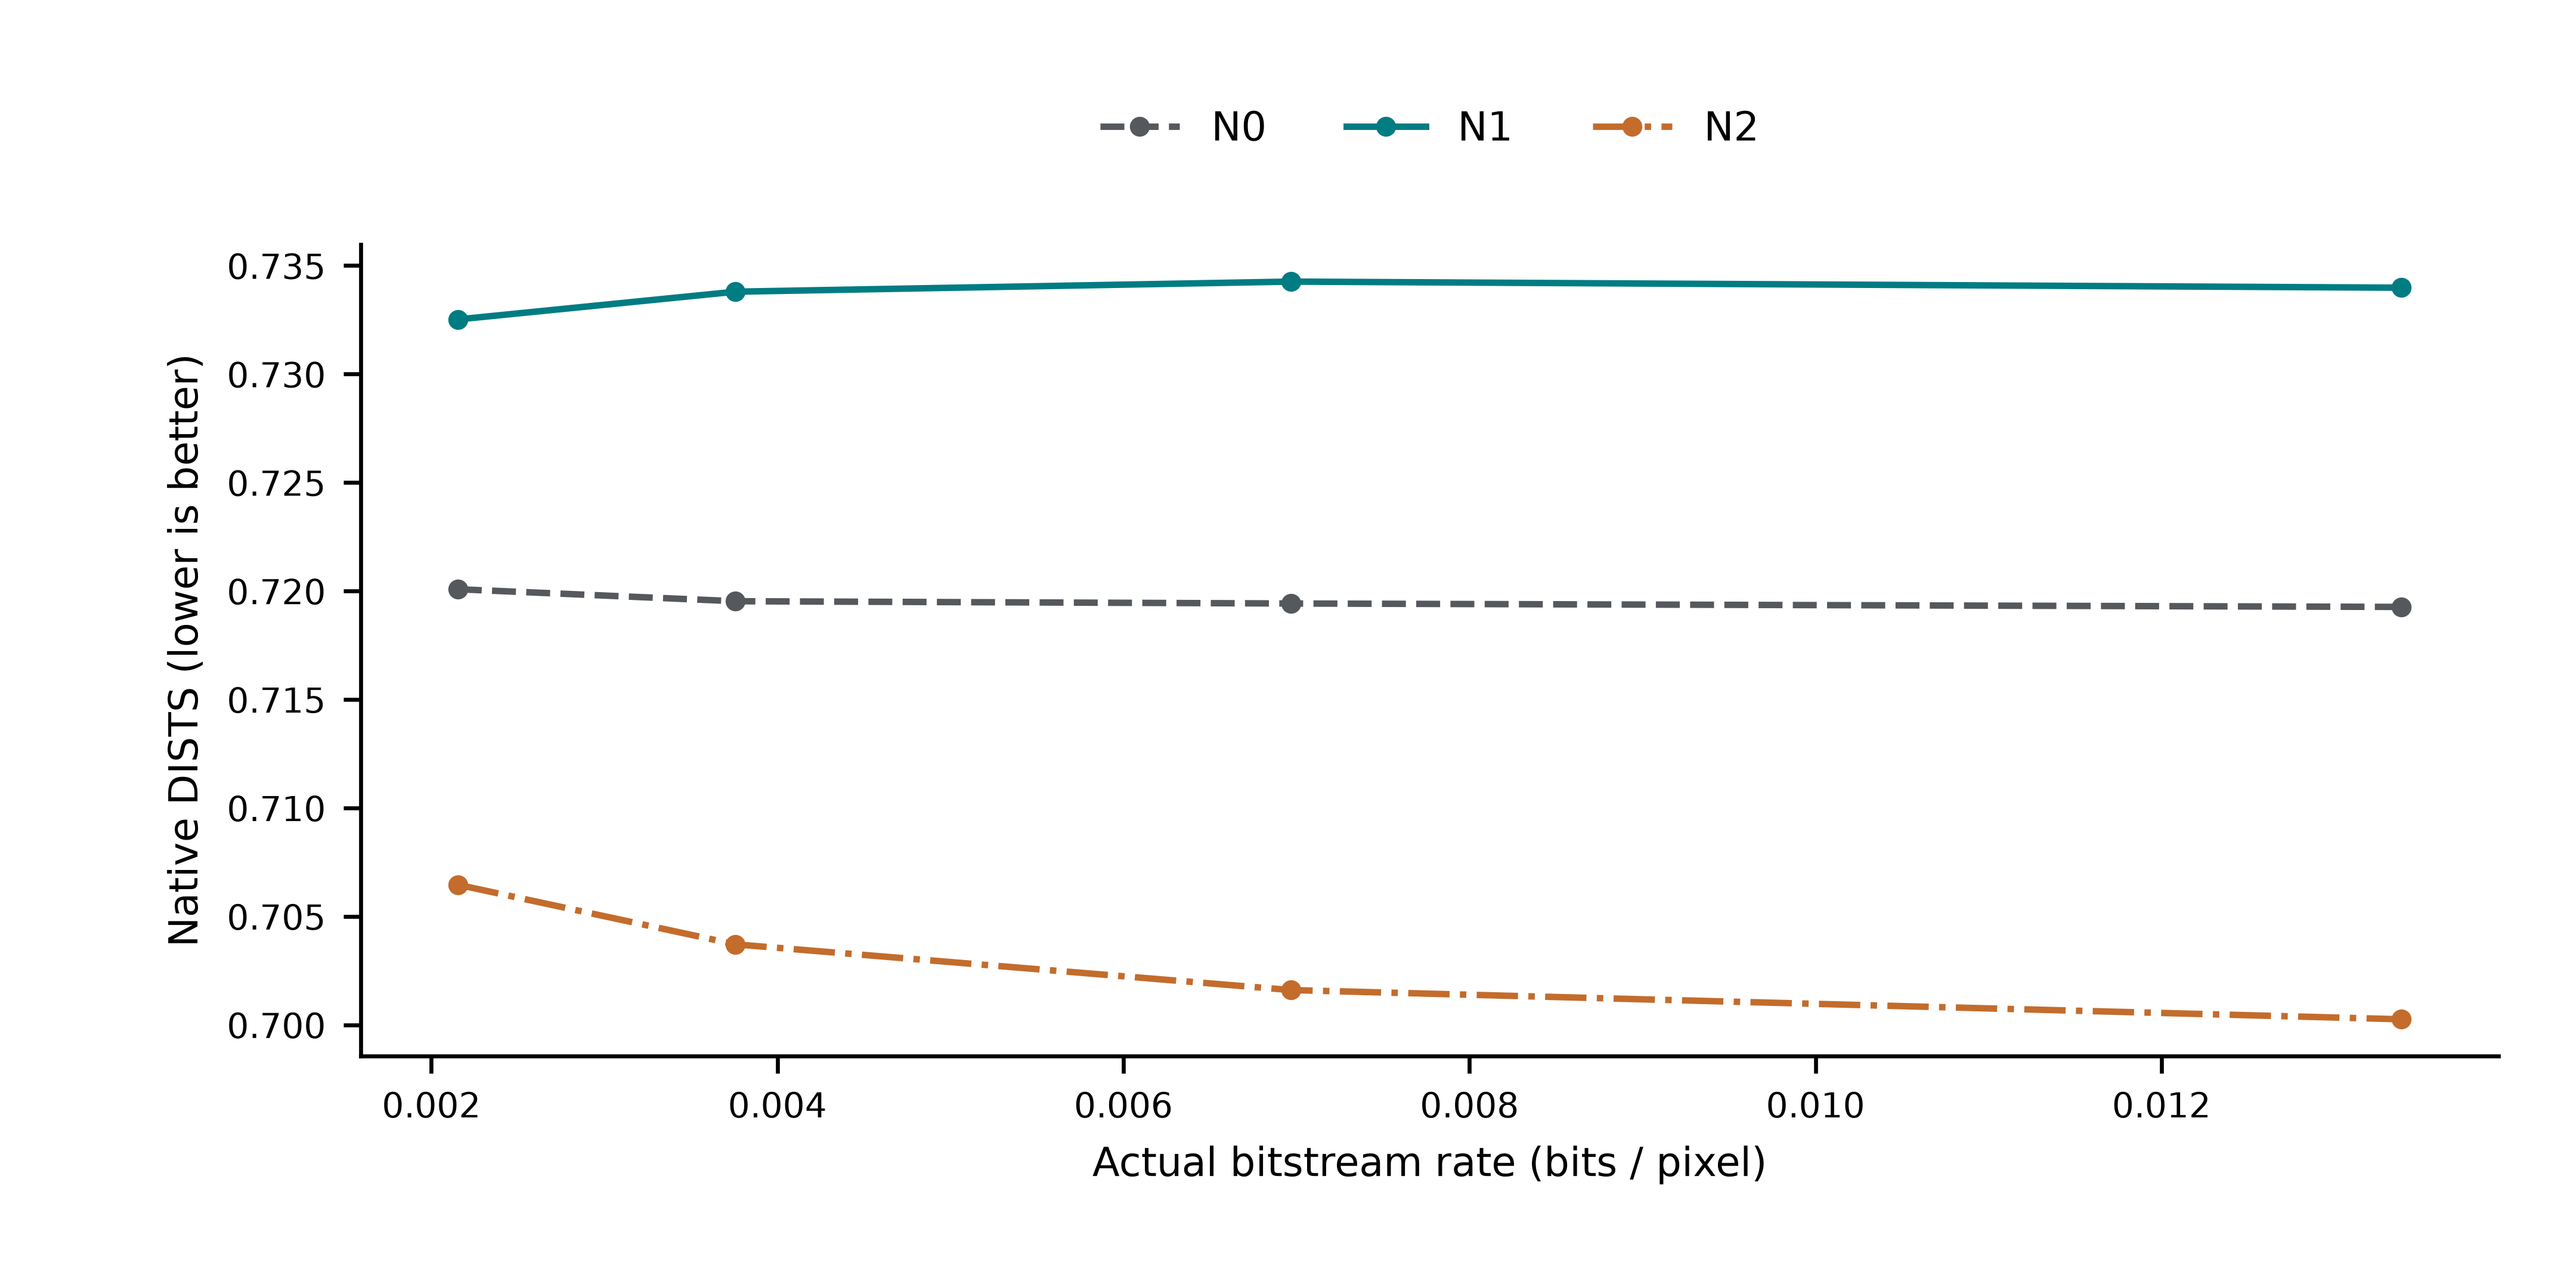 N0 N1 N2
Native DISTS (lower is better)
0.735
0.730
0.725
0.720
0.715
0.710
0.705
0.700
0.002 0.004 0.006 0.008 0.010 0.012
Actual bitstream rate (bits / pixel)